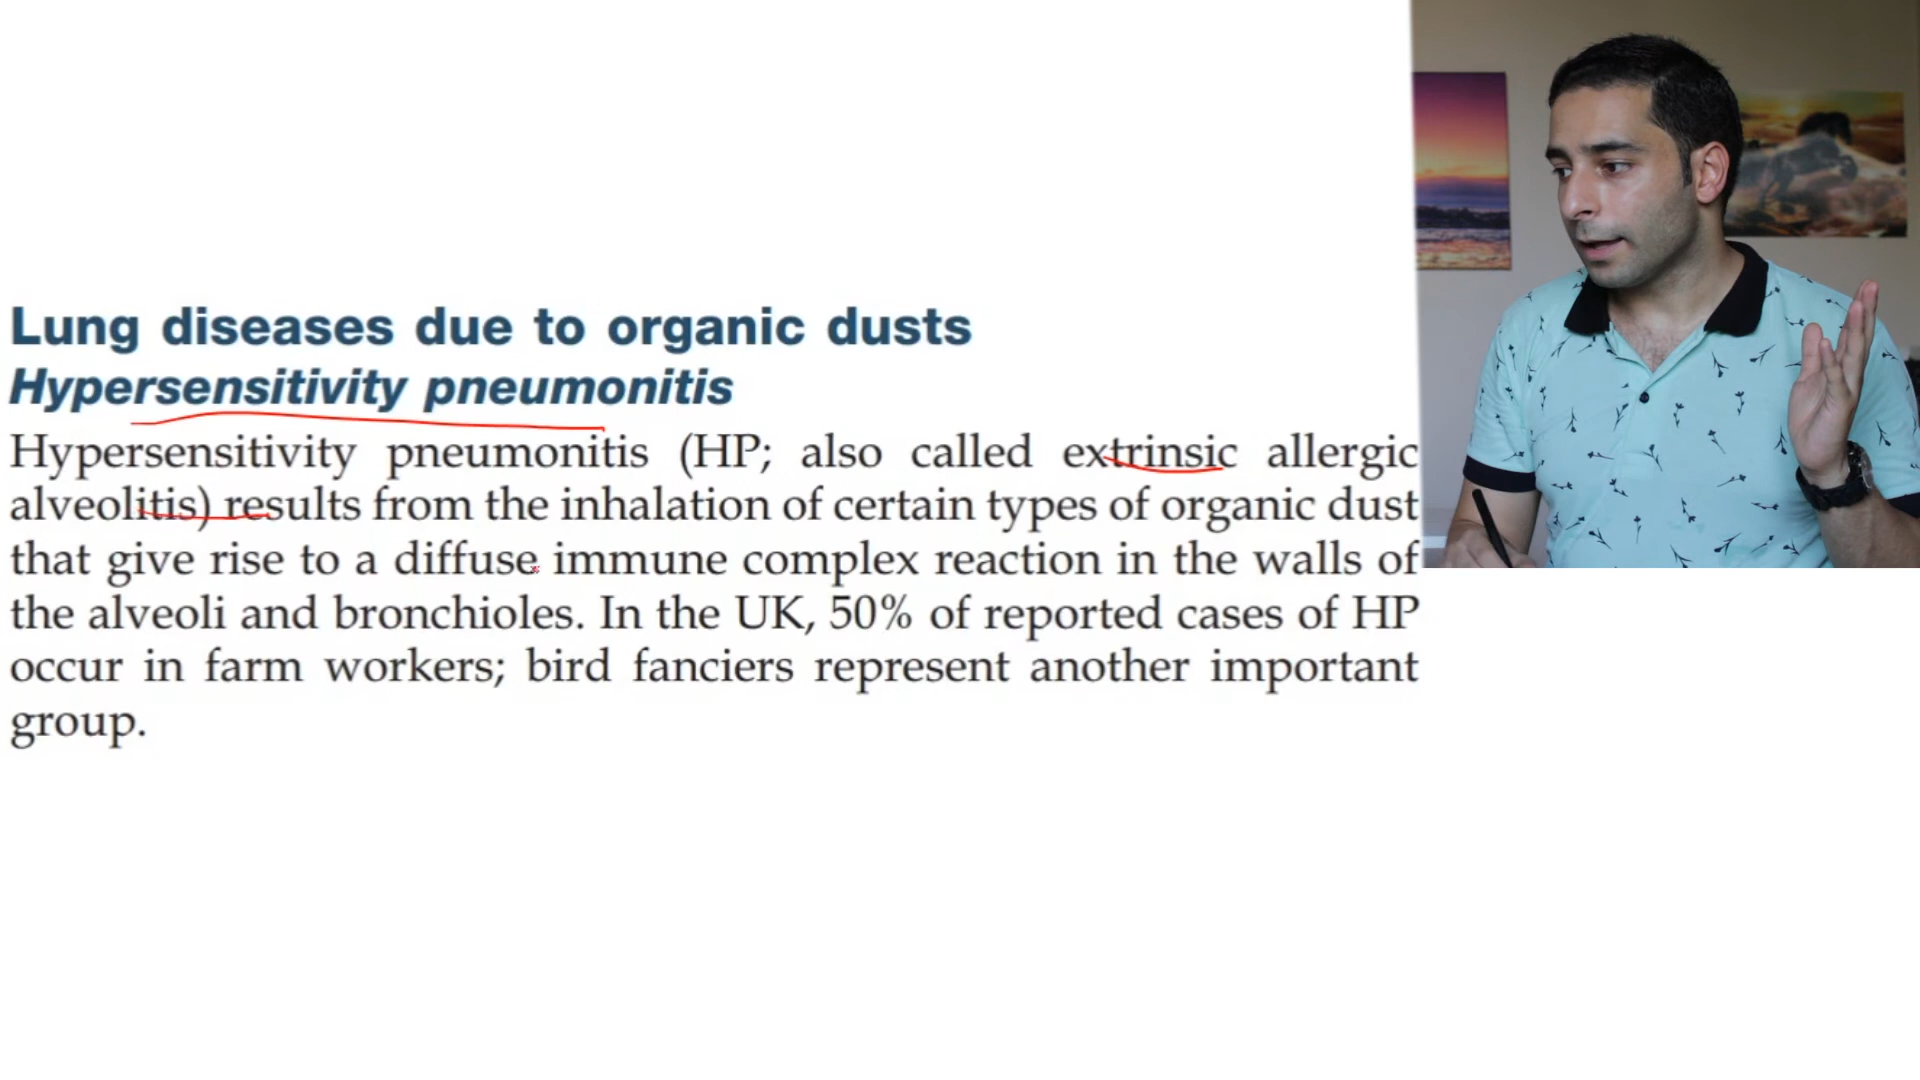 Lung diseases due to organic dusts
Hypersensitivity pneumonitis
Hypersensitivity pneumonitis (HP; also called extrinsic allergic
alveolitis) results from the inhalation of certain types of organic dust
that give rise to a diffuse immune complex reaction in the walls of
the alveoli and bronchioles. In the UK, 50% of reported cases of HP
occur in farm workers; bird fanciers represent another important
group.